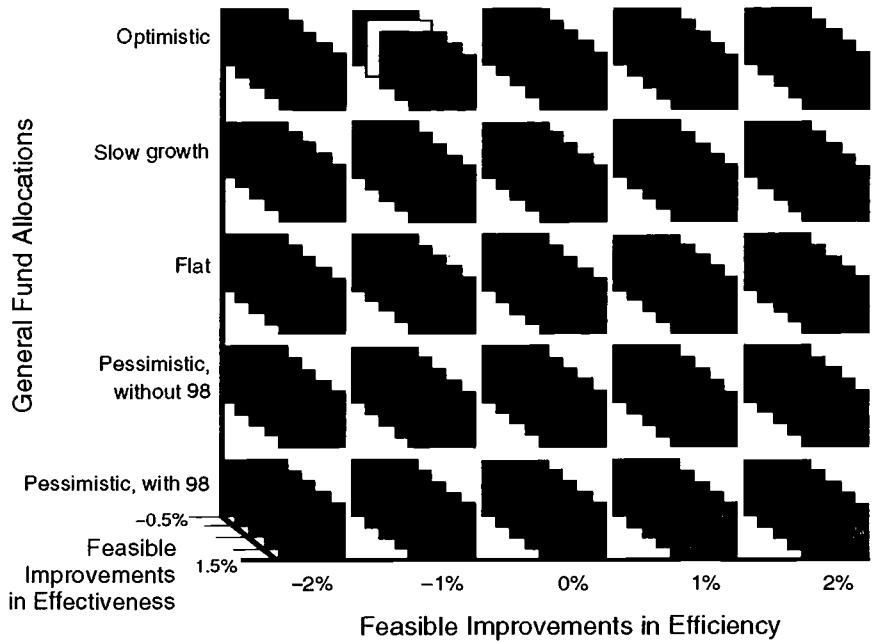 General Fund Allocations
Optimistic
Slow growth
Flat
Pessimistic,
without 98
Pessimistic, with 98
−0.5%
Feasible
Improvements
in Effectiveness
1.5%
−2%
−1%
0%
1%
2%
Feasible Improvements in Efficiency